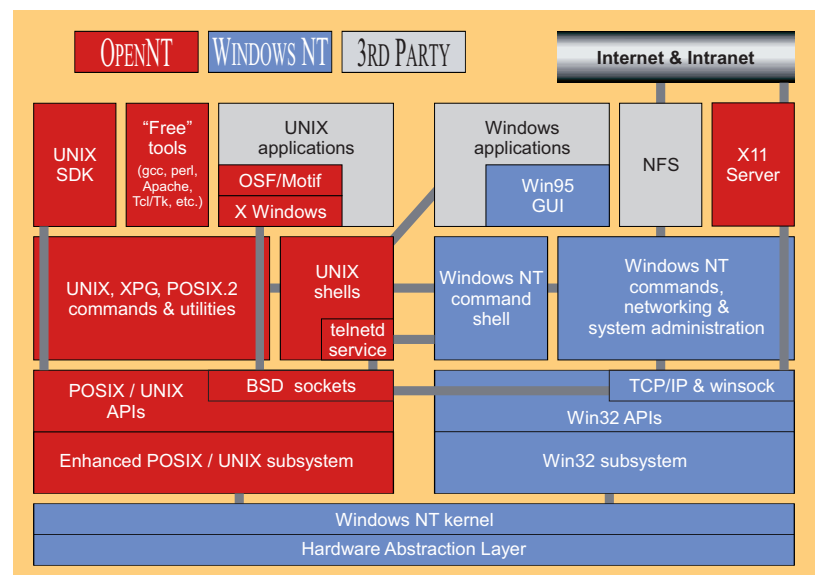 OPENNT
WINDOWS NT
3RD PARTY
Internet & Intranet
UNIX
SDK
“Free”
tools
(gcc, perl,
Apache,
Tcl/Tk, etc.)
UNIX
applications
OSF/Motif
X Windows
Windows
applications
Win95
GUI
NFS
X11
Server
UNIX, XPG, POSIX.2
commands & utilities
UNIX
shells
telnetd
service
Windows NT
command
shell
Windows NT
commands,
networking &
system administration
POSIX / UNIX
APIs
BSD sockets
TCP/IP & winsock
Win32 APIs
Enhanced POSIX / UNIX subsystem
Win32 subsystem
Windows NT kernel
Hardware Abstraction Layer